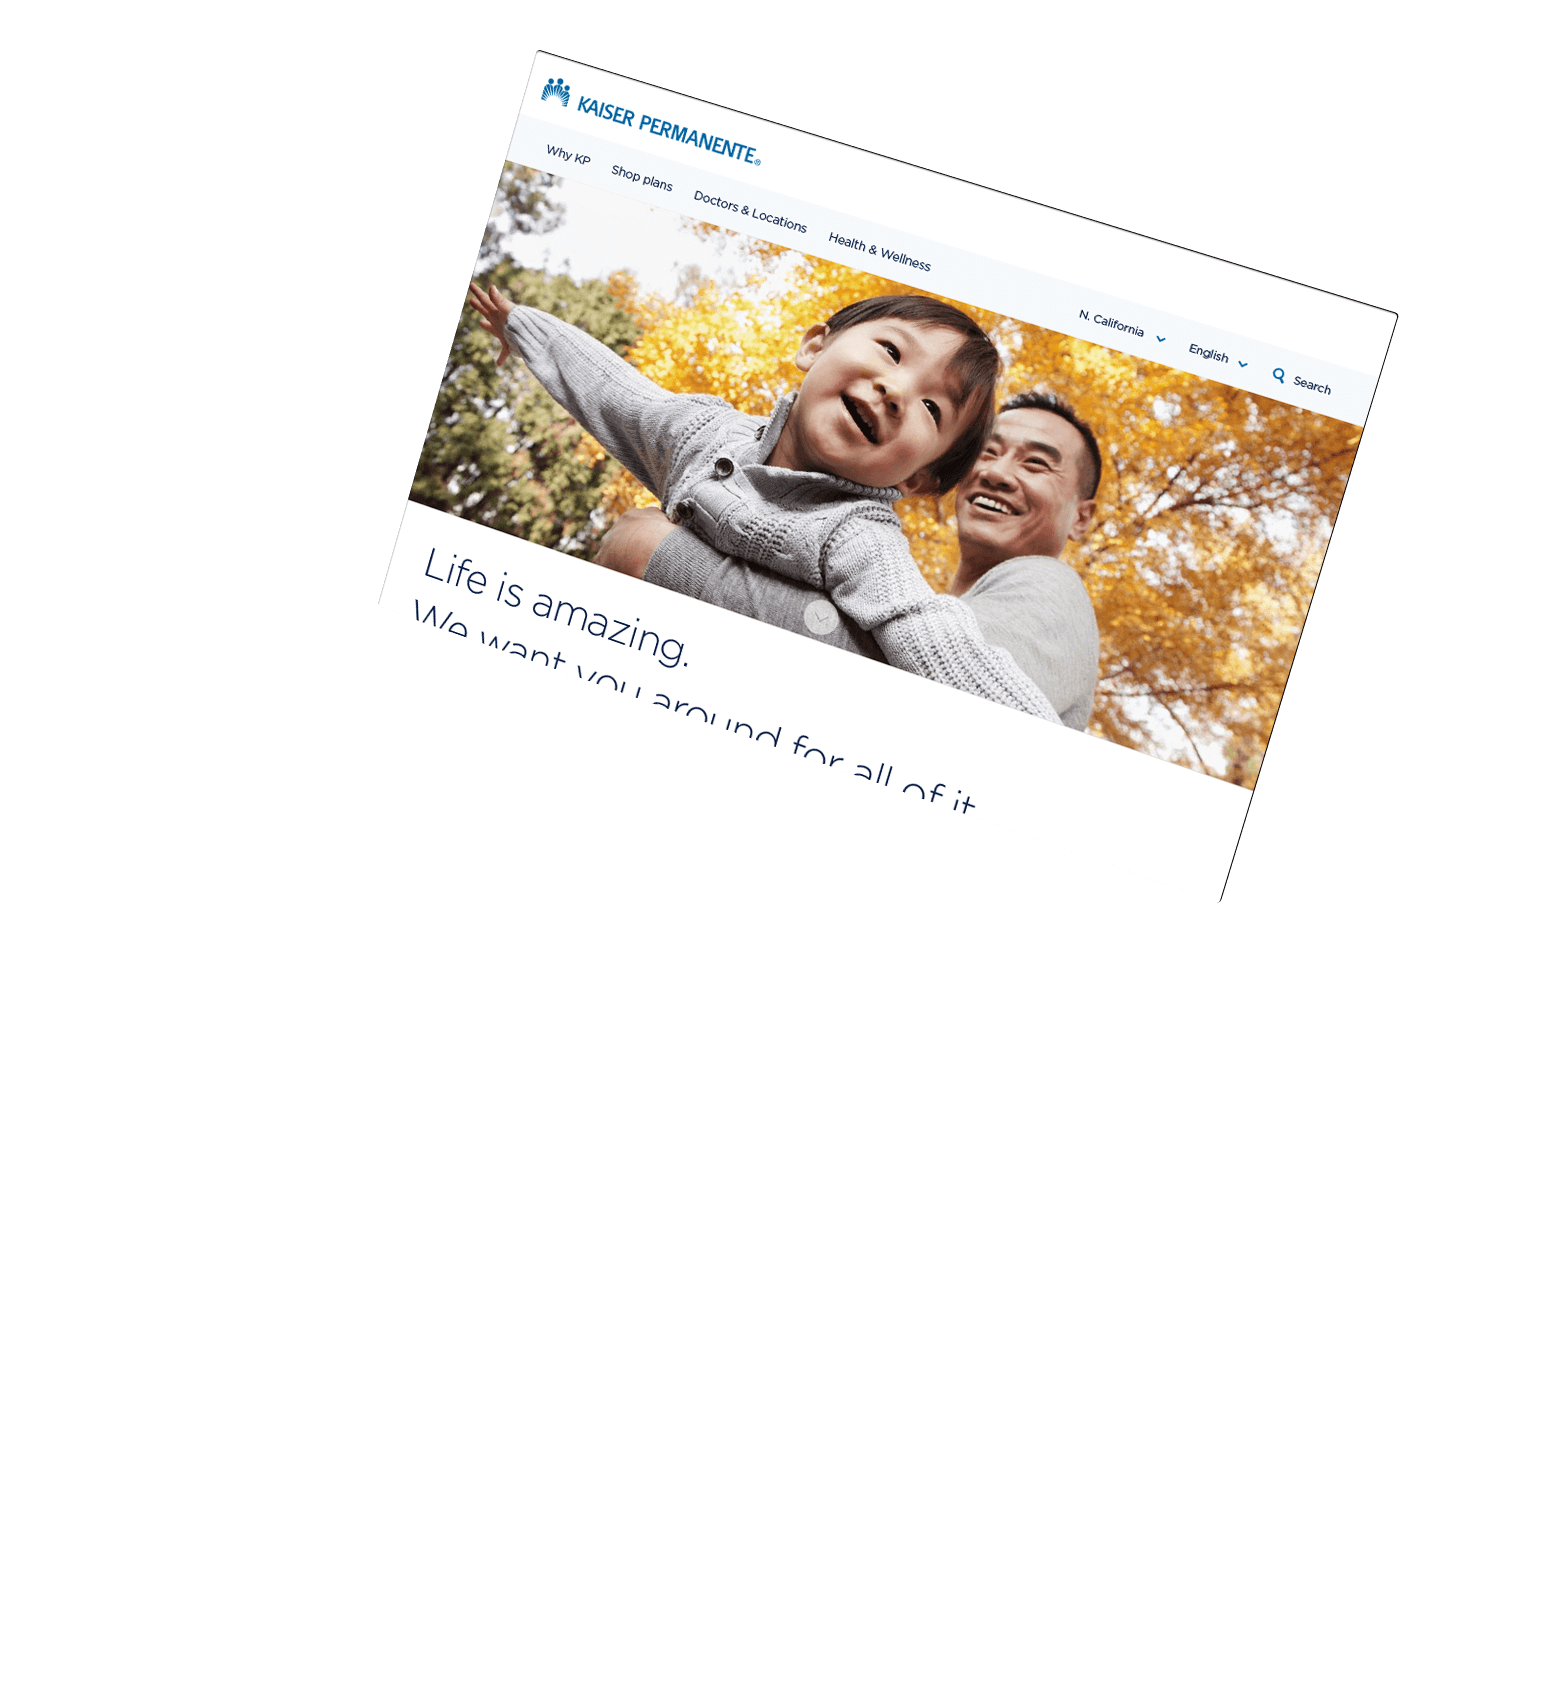 KAISER PERMANENTE®
Why KP Shop plans Doctors & Locations Health & Wellness N. California English Search
Life is amazing.
We want you around for all of it